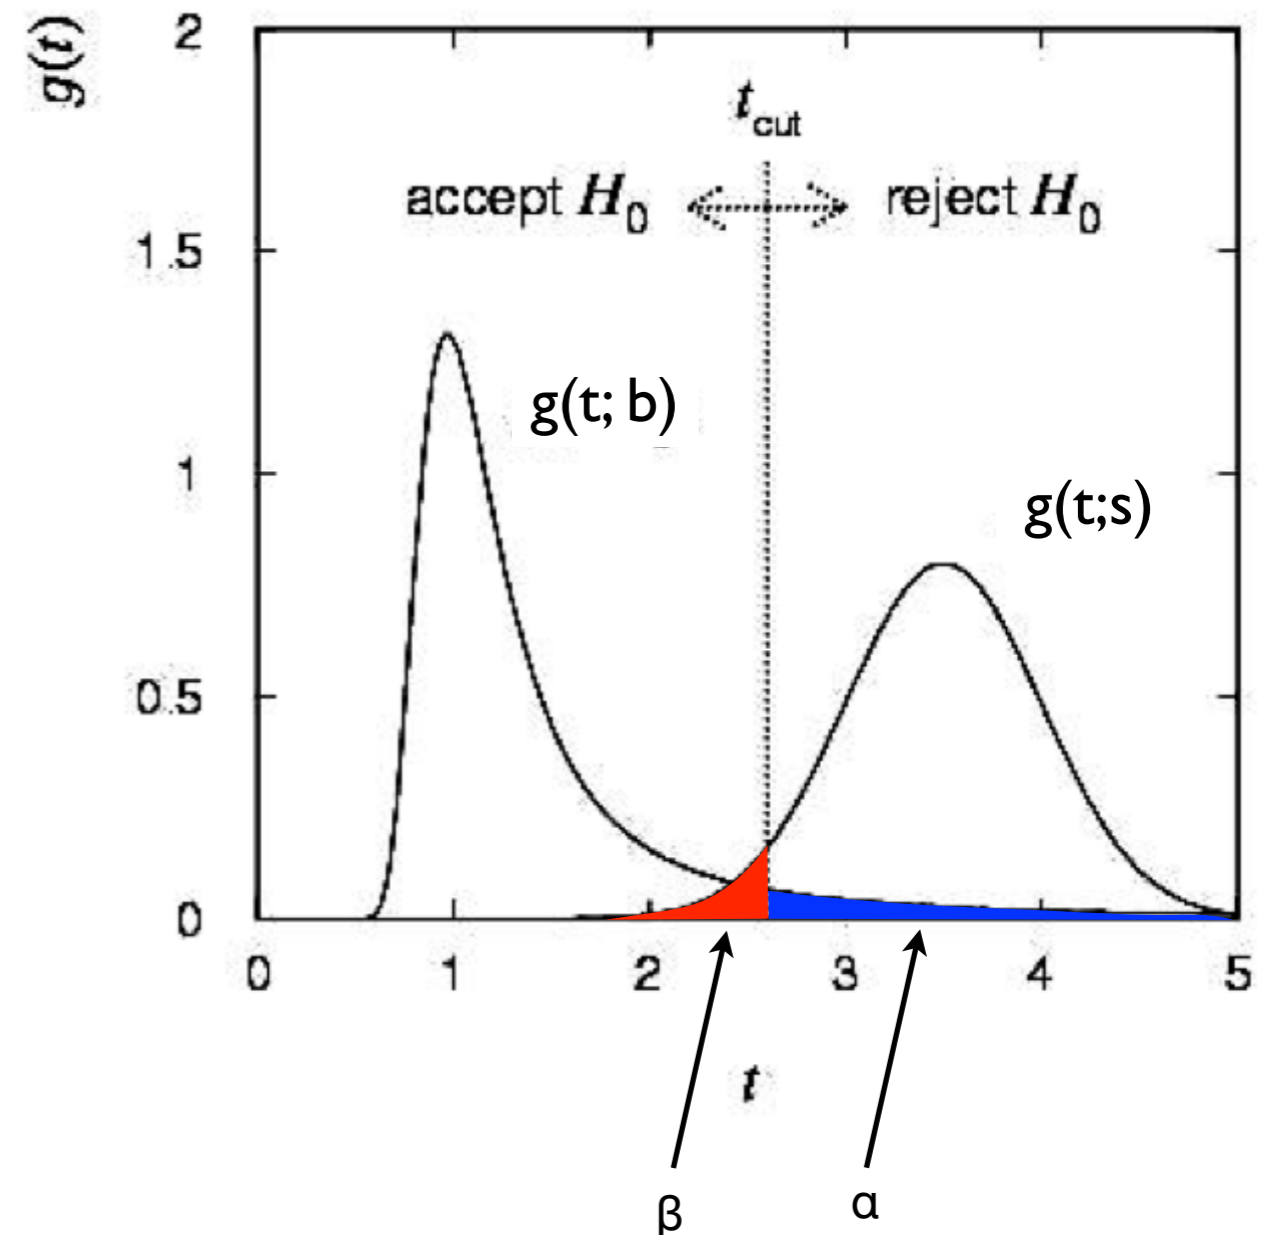 g(t)
2
t_cut
accept H_0 reject H_0
1.5
g(t; b)
1
g(t;s)
0.5
0
0 1 2 3 4 5
t
β α